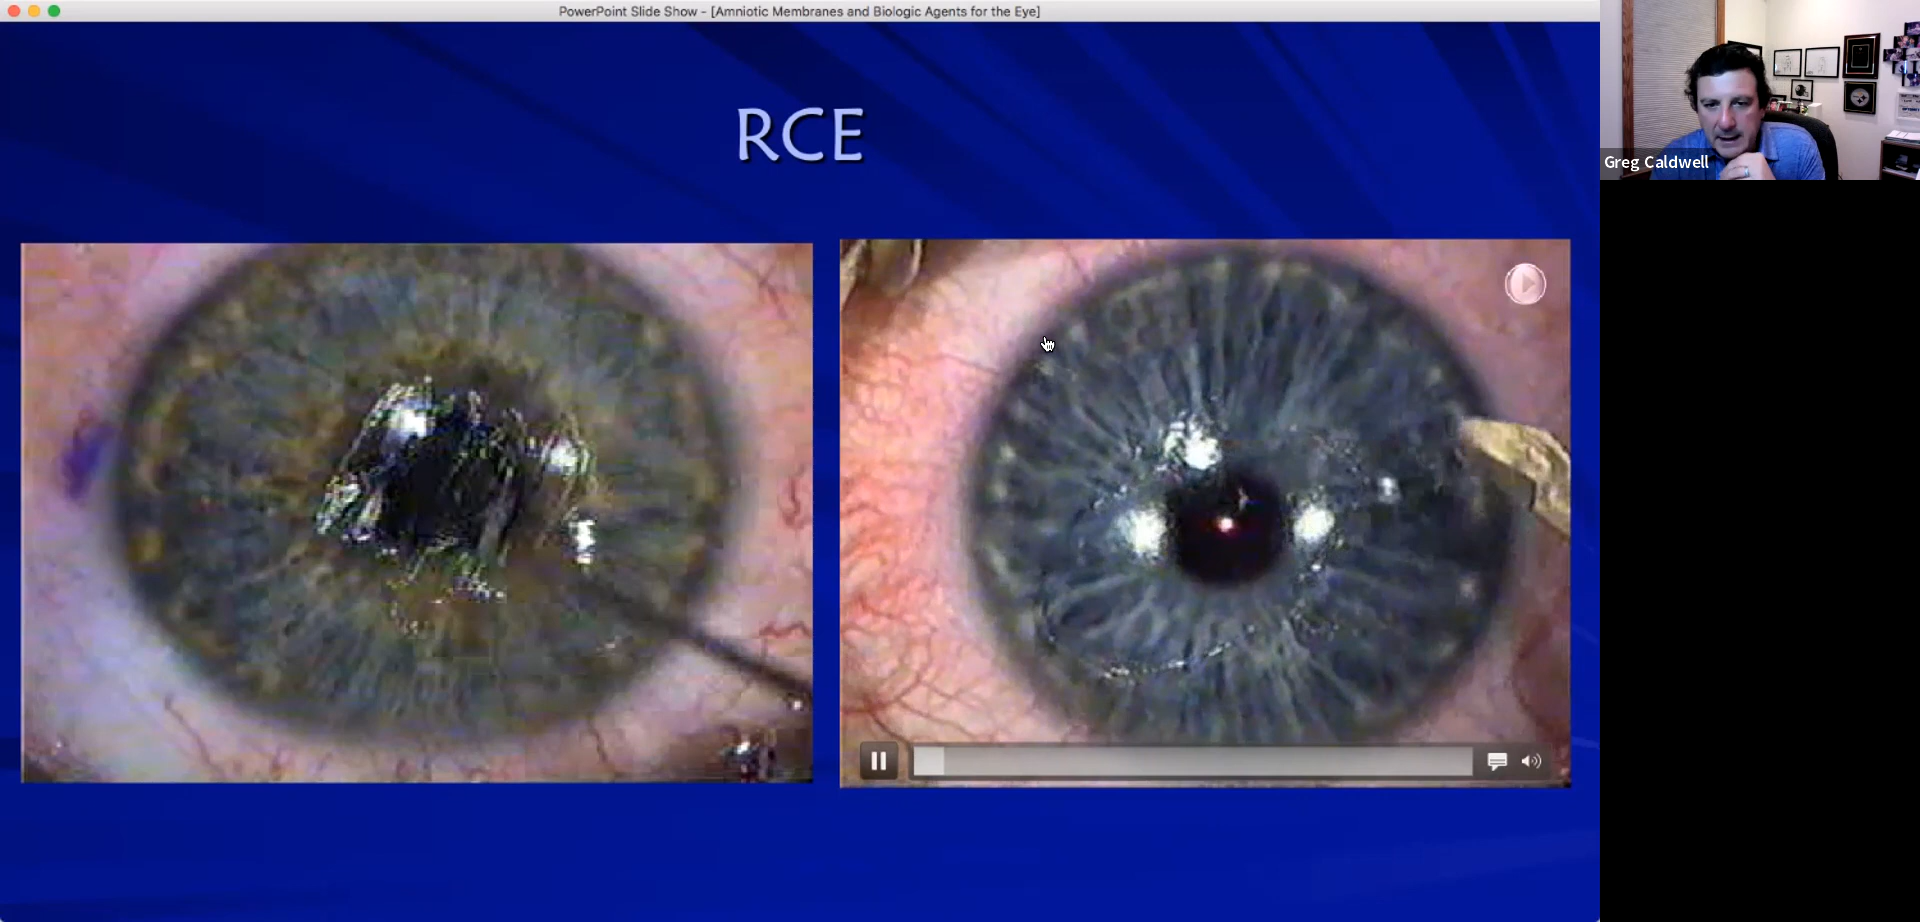 PowerPoint Slide Show - [Amniotic Membranes and Biologic Agents for the Eye]
RCE
Greg Caldwell